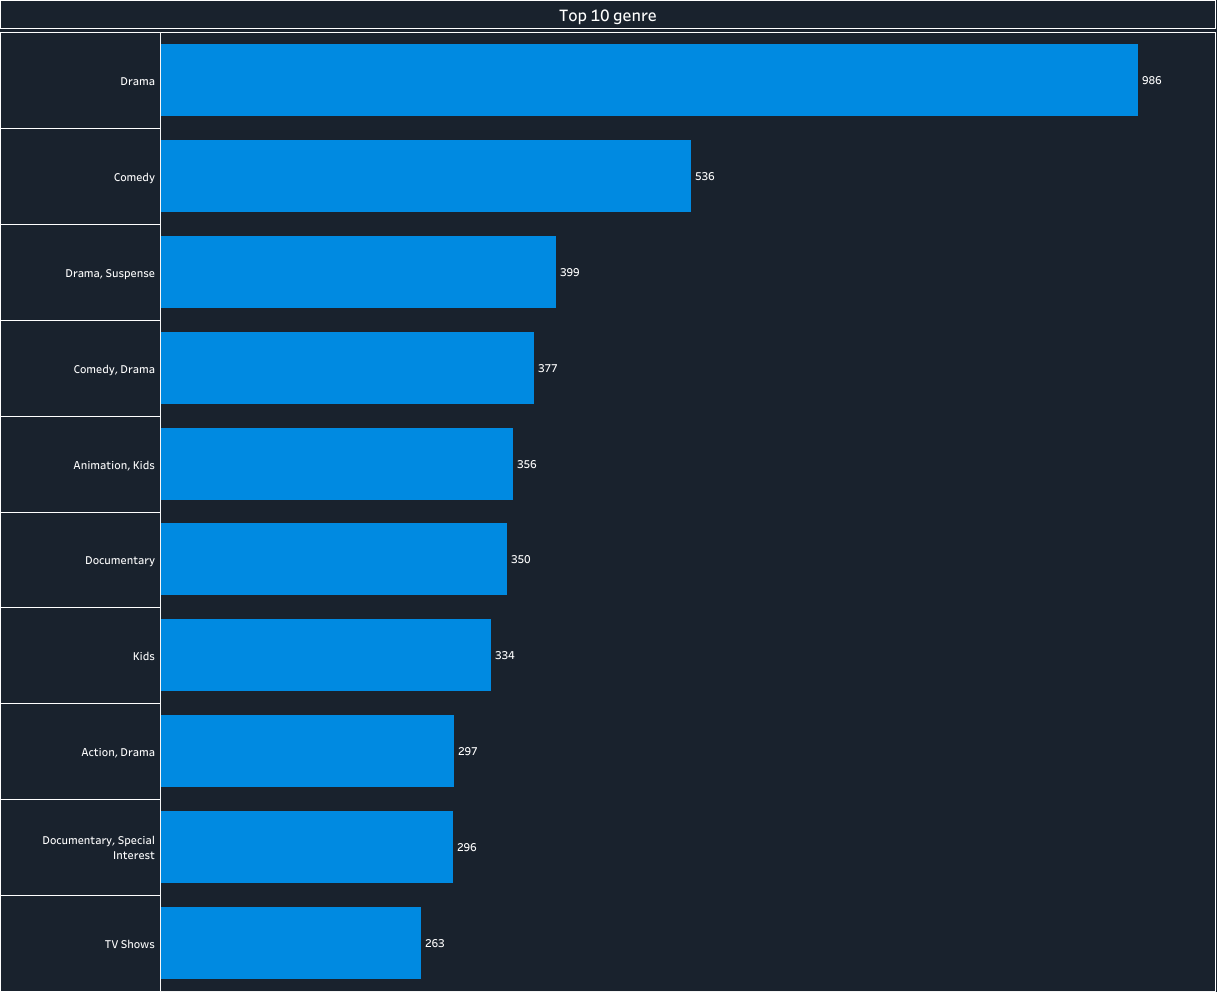 Top 10 genre
Drama
986
Comedy
536
Drama, Suspense
399
Comedy, Drama
377
Animation, Kids
356
Documentary
350
Kids
334
Action, Drama
297
Documentary, Special
Interest
296
TV Shows
263